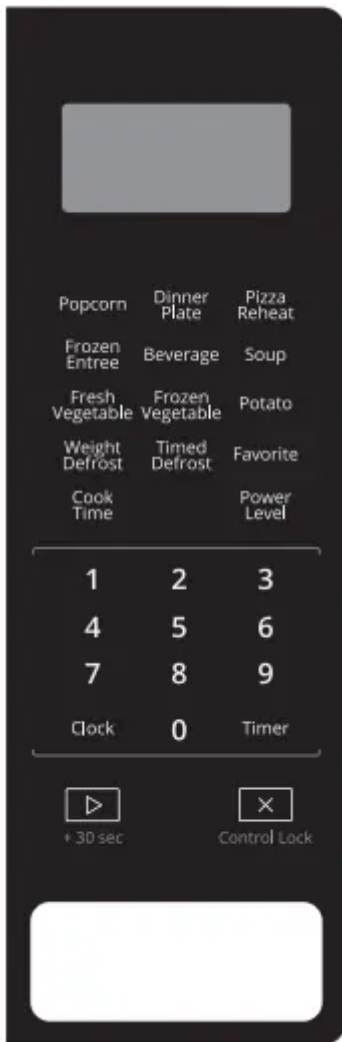 Popcorn Dinner Plate Pizza Reheat
Frozen Entree Beverage Soup
Fresh Vegetable Frozen Vegetable Potato
Weight Defrost Timed Defrost Favorite
Cook Time Power Level
1 2 3
4 5 6
7 8 9
Clock 0 Timer
+ 30 sec Control Lock